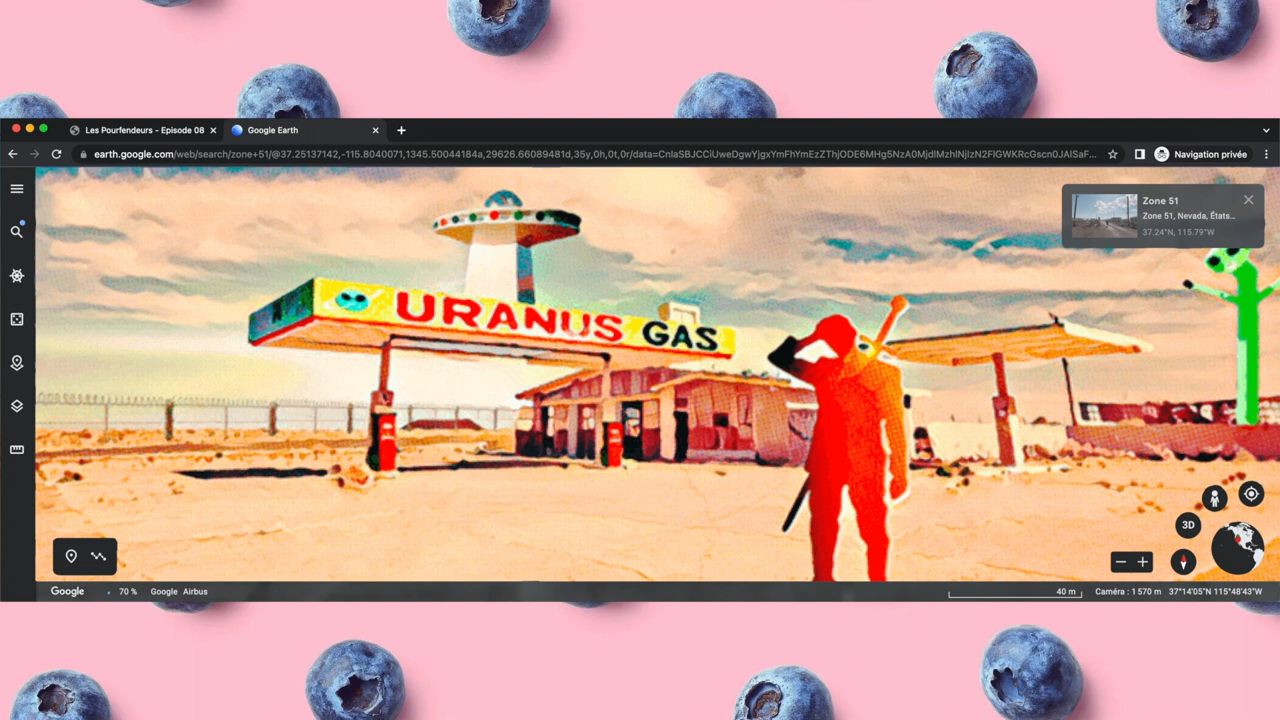 Les Pourfendeurs - Episode 08
Google Earth
earth.google.com/web/search/zone+51/@37.25137142,-115.8040071,1345.50044184a,29626.66089481d,35y,0h,0t,0r/data=
Navigation privée
Zone 51
Zone 51, Nevada, États...
37.24°N, 115.79°W
URANUS GAS
3D
Google
70 %
Google Airbus
40 m
Caméra : 1 570 m 37°14'05"N 115°48'43"W